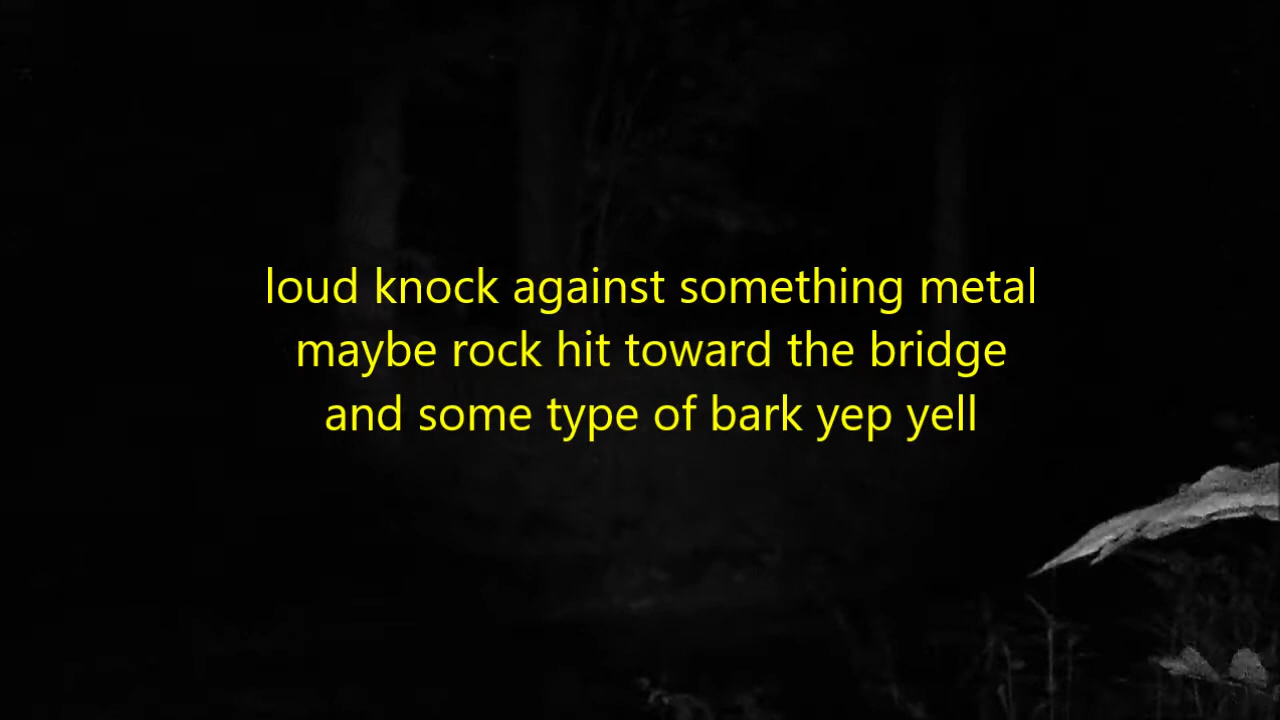 loud knock against something metal
maybe rock hit toward the bridge
and some type of bark yep yell